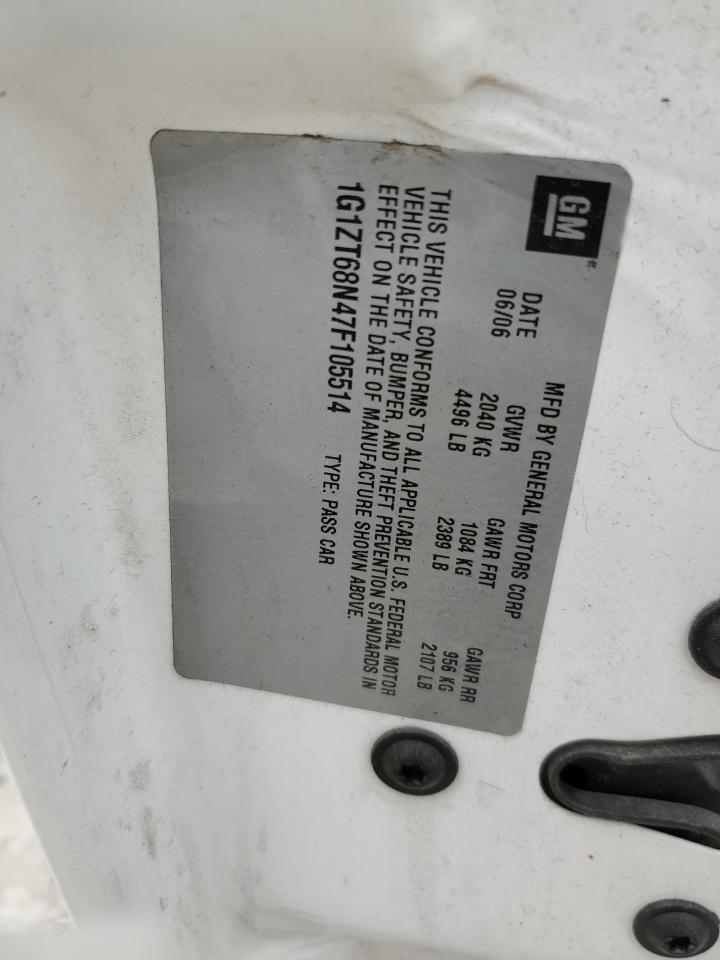 GM
MFD BY GENERAL MOTORS CORP
DATE GVWR GAWR FRT GAWR RR
06/06 2040 KG 1084 KG 956 KG
4496 LB 2389 LB 2107 LB
THIS VEHICLE CONFORMS TO ALL APPLICABLE U.S. FEDERAL MOTOR
VEHICLE SAFETY, BUMPER, AND THEFT PREVENTION STANDARDS IN
EFFECT ON THE DATE OF MANUFACTURE SHOWN ABOVE.
1G1ZT68N47F105514 TYPE: PASS CAR